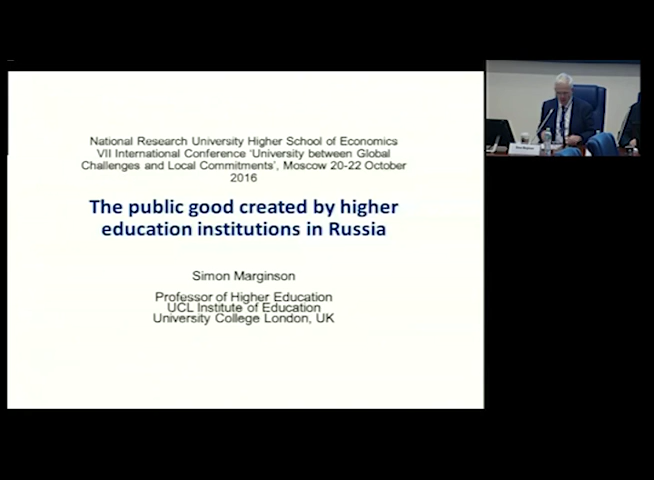 National Research University Higher School of Economics
VII International Conference 'University between Global
Challenges and Local Commitments', Moscow 20-22 October
2016
The public good created by higher
education institutions in Russia
Simon Marginson
Professor of Higher Education
UCL Institute of Education
University College London, UK